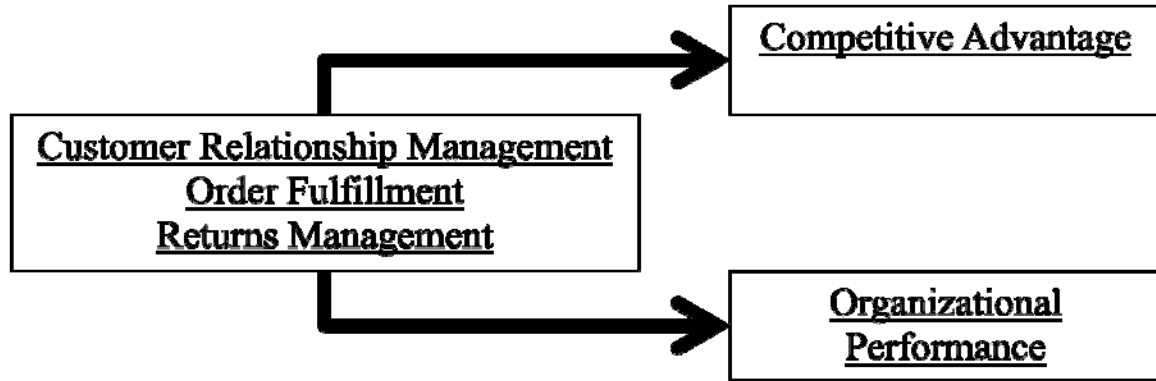 Competitive Advantage
Customer Relationship Management
Order Fulfillment
Returns Management
Organizational
Performance